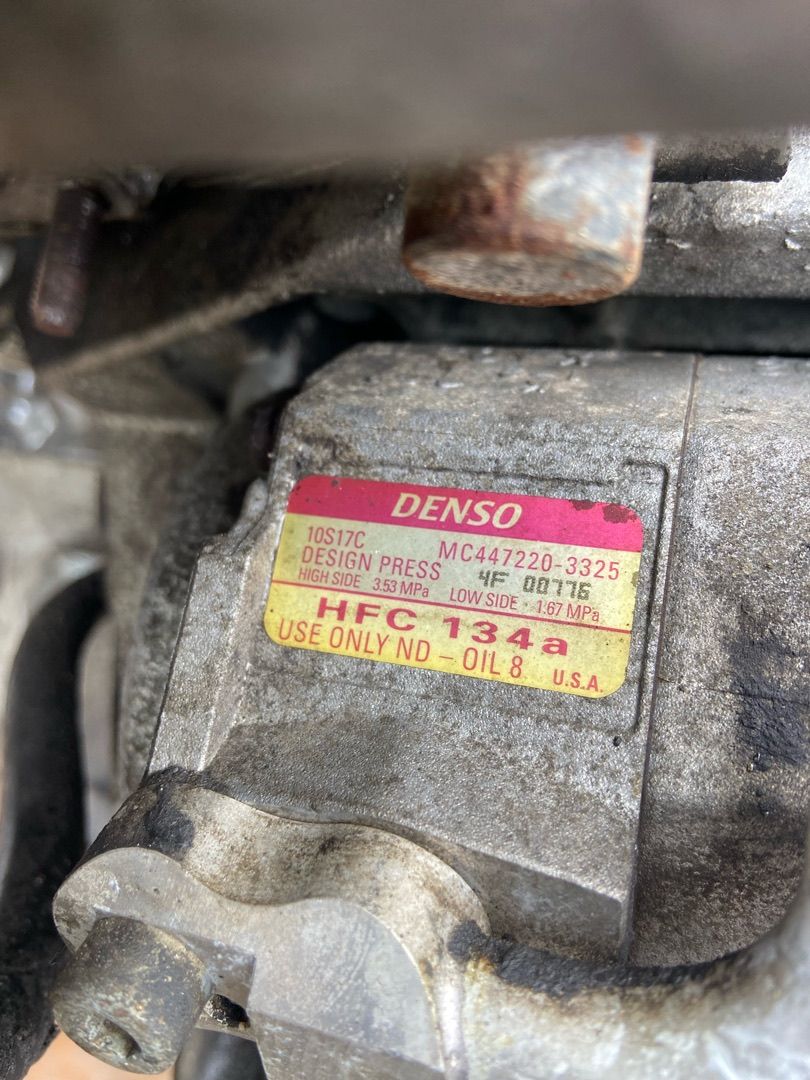 DENSO
10S17C MC447220-3325
DESIGN PRESS 4F 00776
HIGH SIDE 3.53 MPa LOW SIDE 1.67 MPa
HFC 134a
USE ONLY ND - OIL 8 U.S.A.